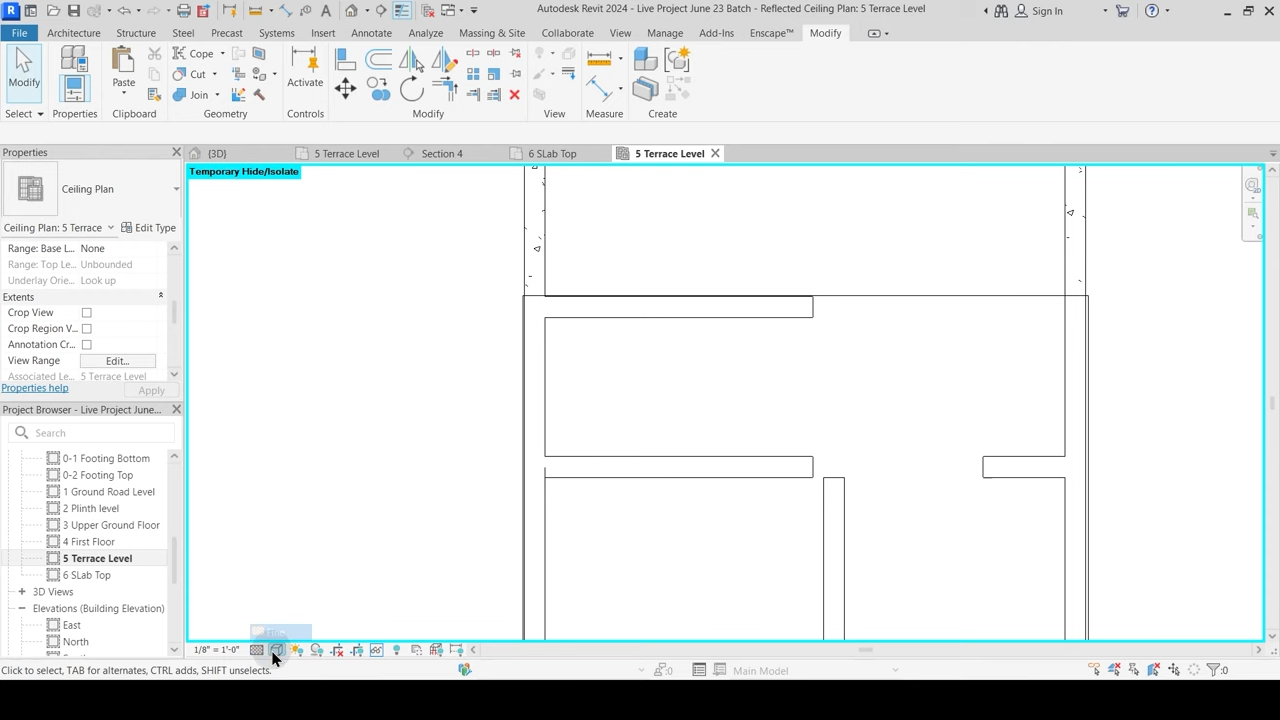 Autodesk Revit 2024 - Live Project June 23 Batch - Reflected Ceiling Plan: 5 Terrace Level
Sign In
File Architecture Structure Steel Precast Systems Insert Annotate Analyze Massing & Site Collaborate View Manage Add-Ins Enscape™ Modify
Modify Paste Cope Cut Join Activate
Select Properties Clipboard Geometry Controls Modify View Measure Create
Properties
{3D} 5 Terrace Level Section 4 6 SLab Top 5 Terrace Level
Temporary Hide/Isolate
Ceiling Plan
Ceiling Plan: 5 Terrace Edit Type
Range: Base L... None
Range: Top Le... Unbounded
Underlay Orie... Look up
Extents
Crop View
Crop Region V...
Annotation Cr...
View Range Edit...
Associated Le... 5 Terrace Level
Properties help Apply
Project Browser - Live Project June...
Search
0-1 Footing Bottom
0-2 Footing Top
1 Ground Road Level
2 Plinth level
3 Upper Ground Floor
4 First Floor
5 Terrace Level
6 SLab Top
3D Views
Elevations (Building Elevation)
East
North
Fine
1/8" = 1'-0"
Click to select, TAB for alternates, CTRL adds, SHIFT unselects.
:0
Main Model
:0